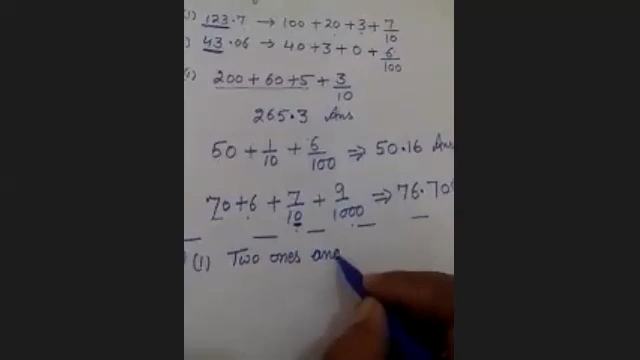 (i) 123.7 → 100 + 20 + 3 + 7/10
) 43.06 → 40 + 3 + 0 + 6/100
(i) 200 + 60 + 5 + 3/10
265.3 Ans
50 + 1/10 + 6/100 ⇒ 50.16 Ans
70 + 6 + 7/10 + 9/1000 ⇒ 76.70
(1) Two ones and